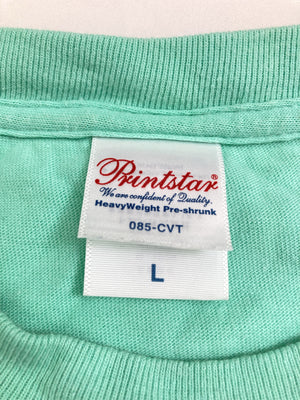 Printstar®
We are confident of Quality.
HeavyWeight Pre-shrunk
085-CVT
L